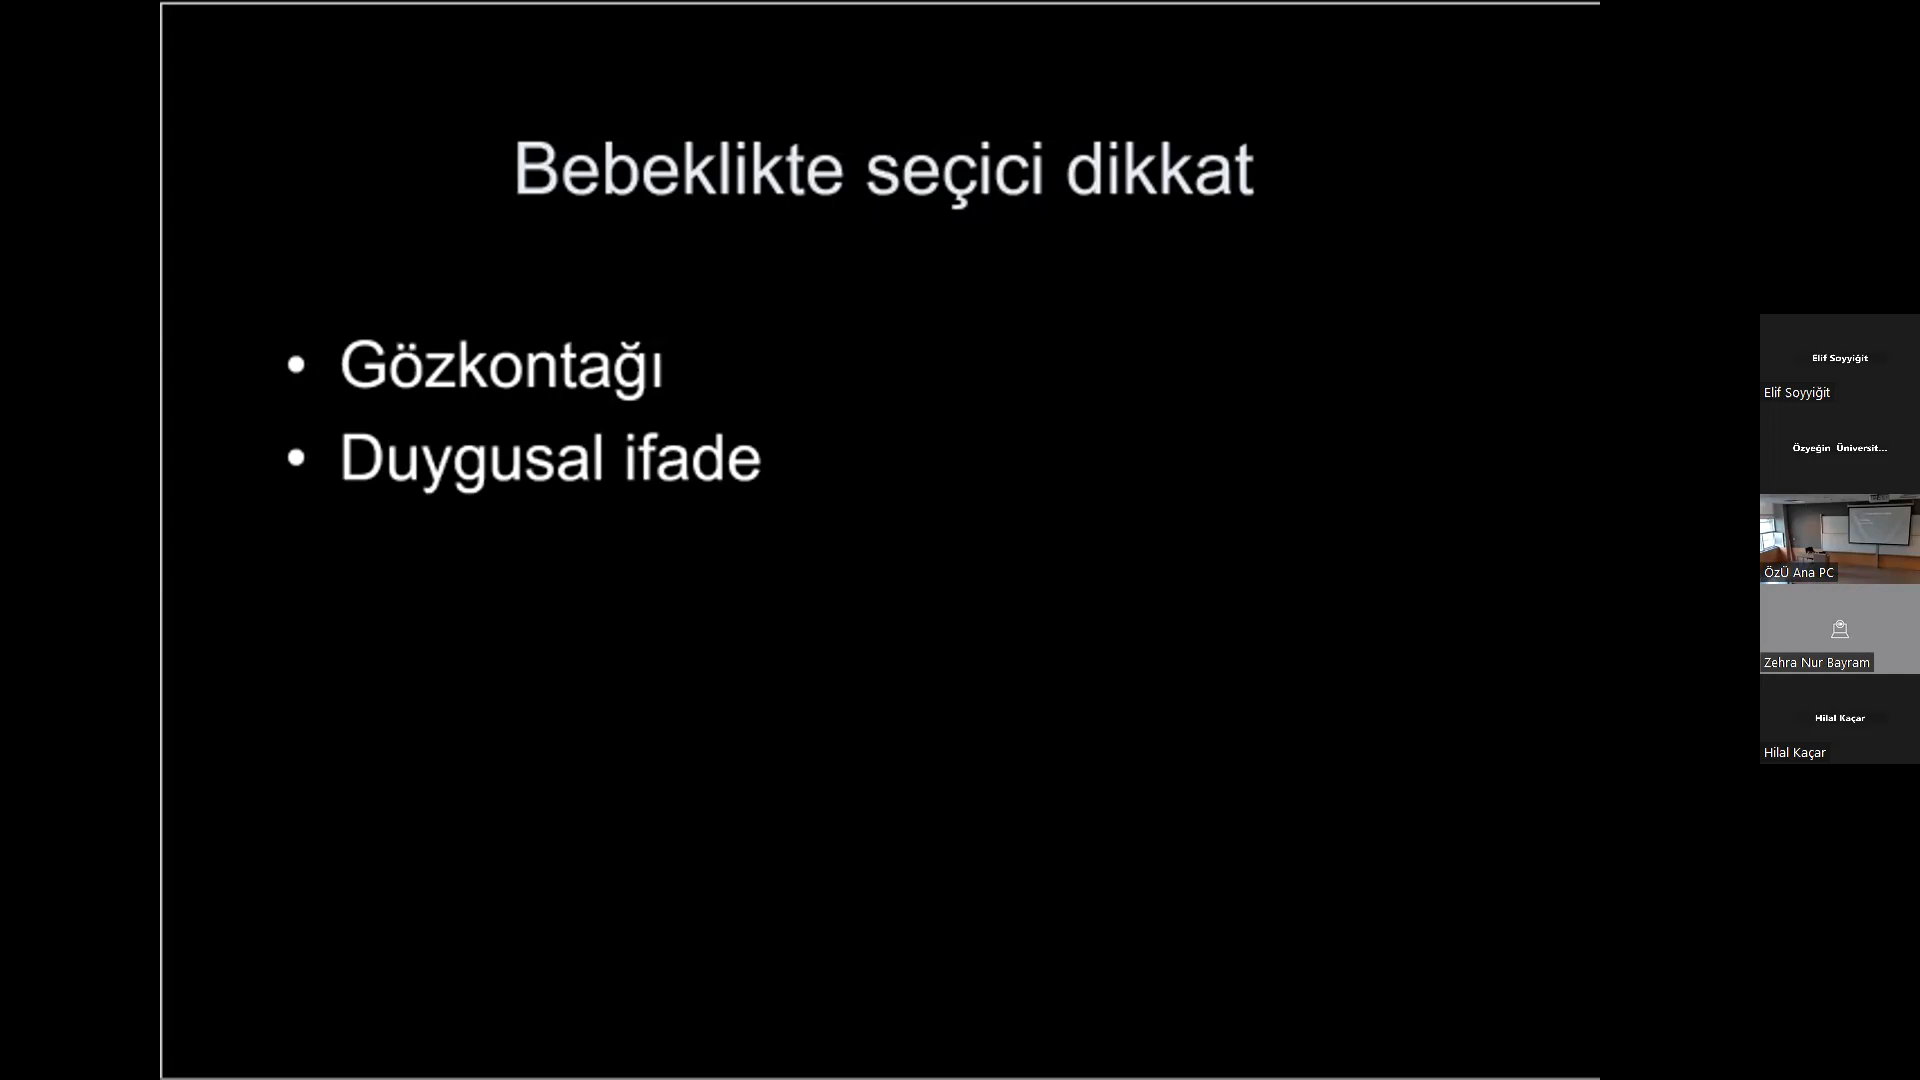 Bebeklikte seçici dikkat
• Gözkontağı
• Duygusal ifade
Elif Soyyiğit
Elif Soyyiğit
Özyeğin Üniversit...
ÖzÜ Ana PC
Zehra Nur Bayram
Hilal Kaçar
Hilal Kaçar